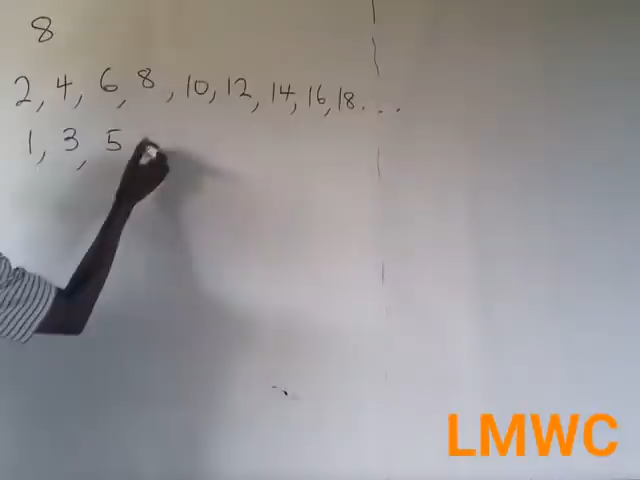 8
2, 4, 6, 8, 10, 12, 14, 16, 18. . .
1, 3, 5
LMWC